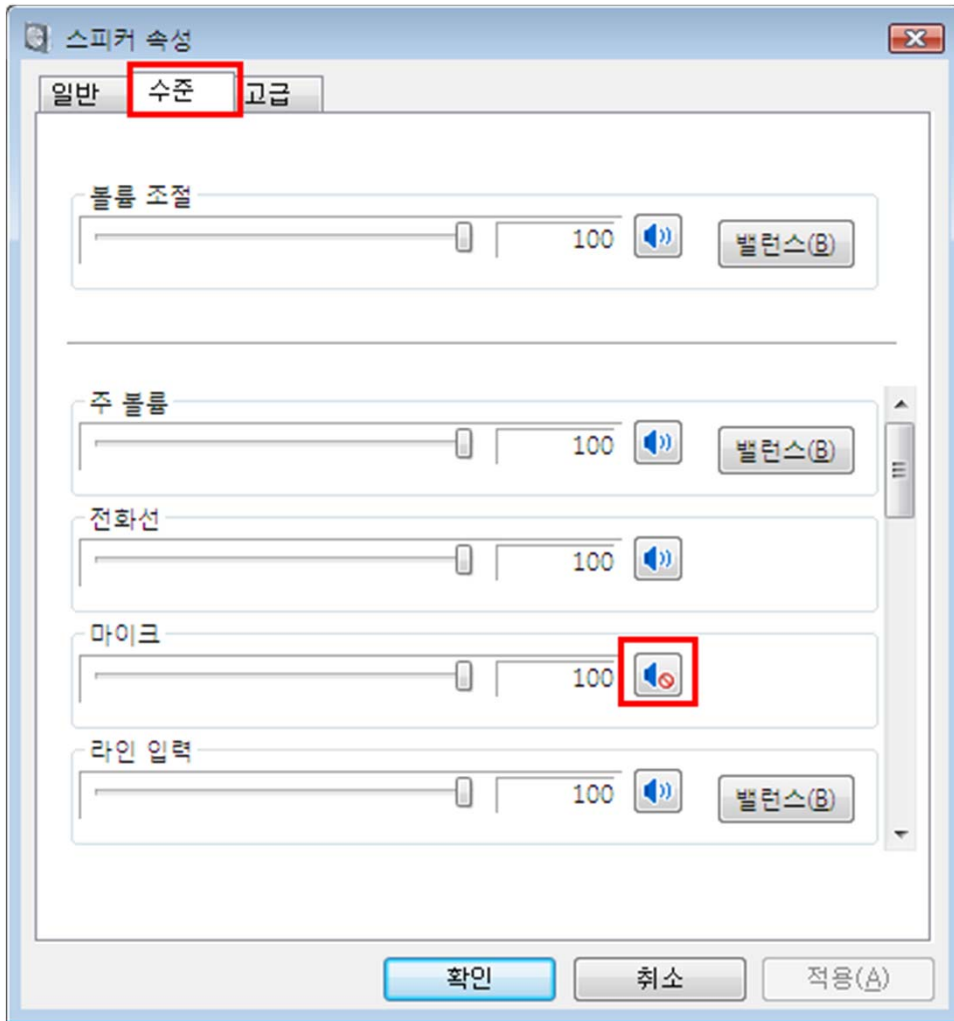 스피커 속성
일반 수준 고급
볼륨 조절
100 밸런스(B)
주 볼륨
100 밸런스(B)
전화선
100
마이크
100
라인 입력
100 밸런스(B)
확인 취소 적용(A)